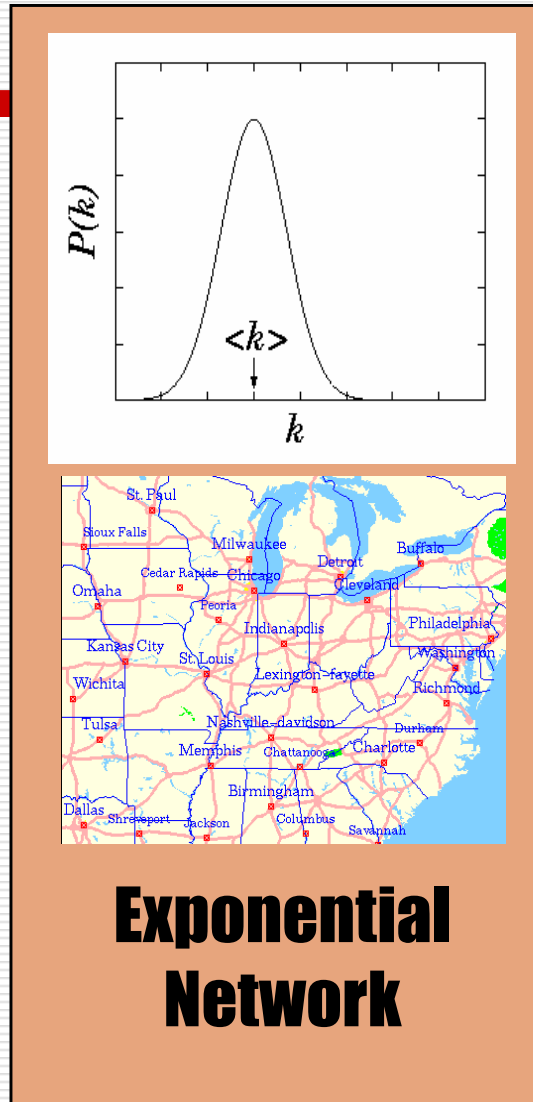 P(k)
<k>
k
St. Paul
Sioux Falls
Milwaukee
Detroit
Buffalo
Cedar Rapids
Chicago
Cleveland
Omaha
Peoria
Philadelphia
Indianapolis
Kansas City
Washington
St.Louis
Lexington-fayette
Wichita
Richmond
Tulsa
Nashville-davidson
Durham
Memphis
Chattanooga
Charlotte
Birmingham
Dallas
Shreveport
Jackson
Columbus
Savannah
Exponential
Network